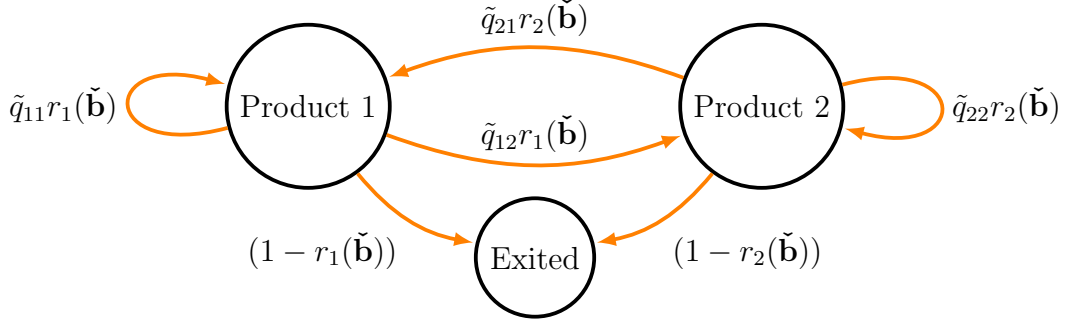 q̃₂₁r₂(b̌)
q̃₁₁r₁(b̌)
Product 1
Product 2
q̃₂₂r₂(b̌)
q̃₁₂r₁(b̌)
(1 − r₁(b̌))
Exited
(1 − r₂(b̌))